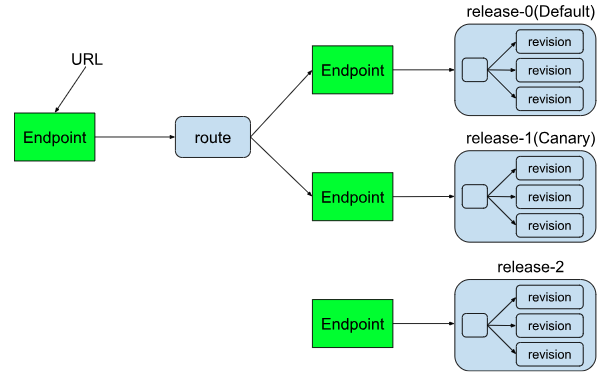 release-0(Default)
revision
URL
Endpoint
revision
revision
Endpoint
route
release-1(Canary)
revision
Endpoint
revision
revision
release-2
revision
Endpoint
revision
revision